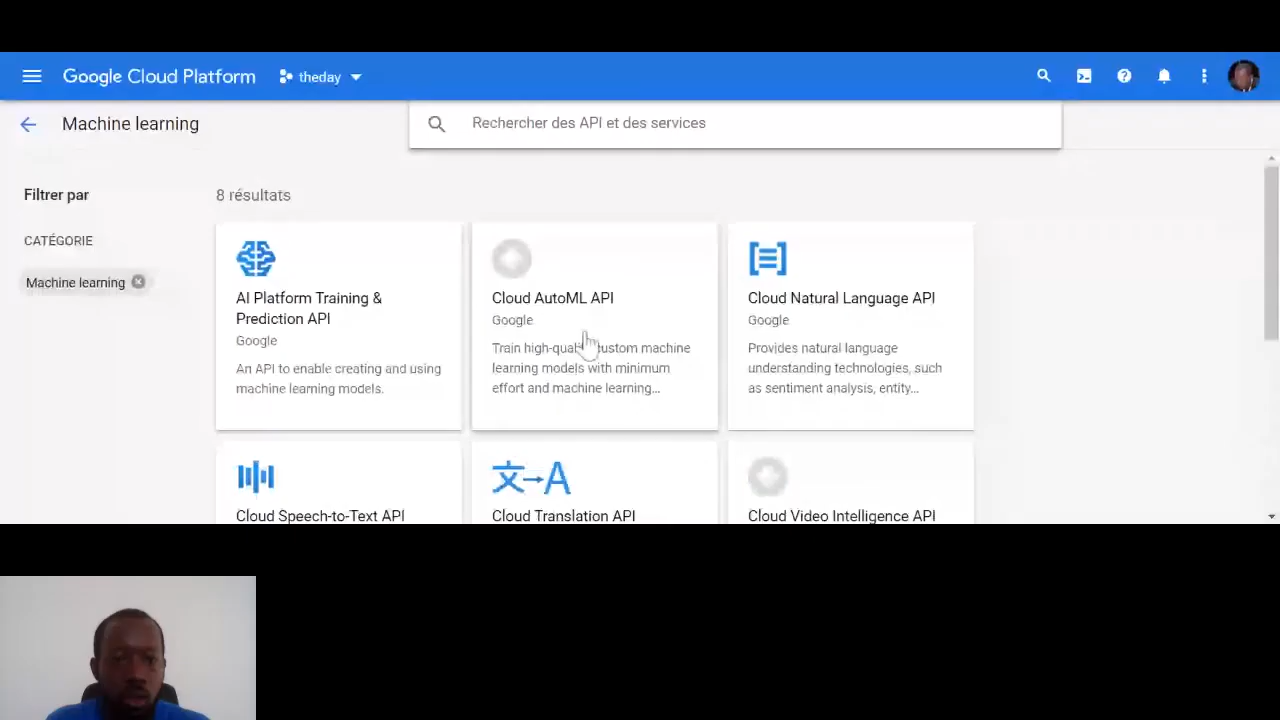 Google Cloud Platform theday
Machine learning
Rechercher des API et des services
Filtrer par
8 résultats
CATÉGORIE
Machine learning
AI Platform Training &
Prediction API
Google
An API to enable creating and using
machine learning models.
Cloud AutoML API
Google
Train high-quality custom machine
learning models with minimum
effort and machine learning...
Cloud Natural Language API
Google
Provides natural language
understanding technologies, such
as sentiment analysis, entity...
Cloud Speech-to-Text API
文→A
Cloud Translation API
Cloud Video Intelligence API